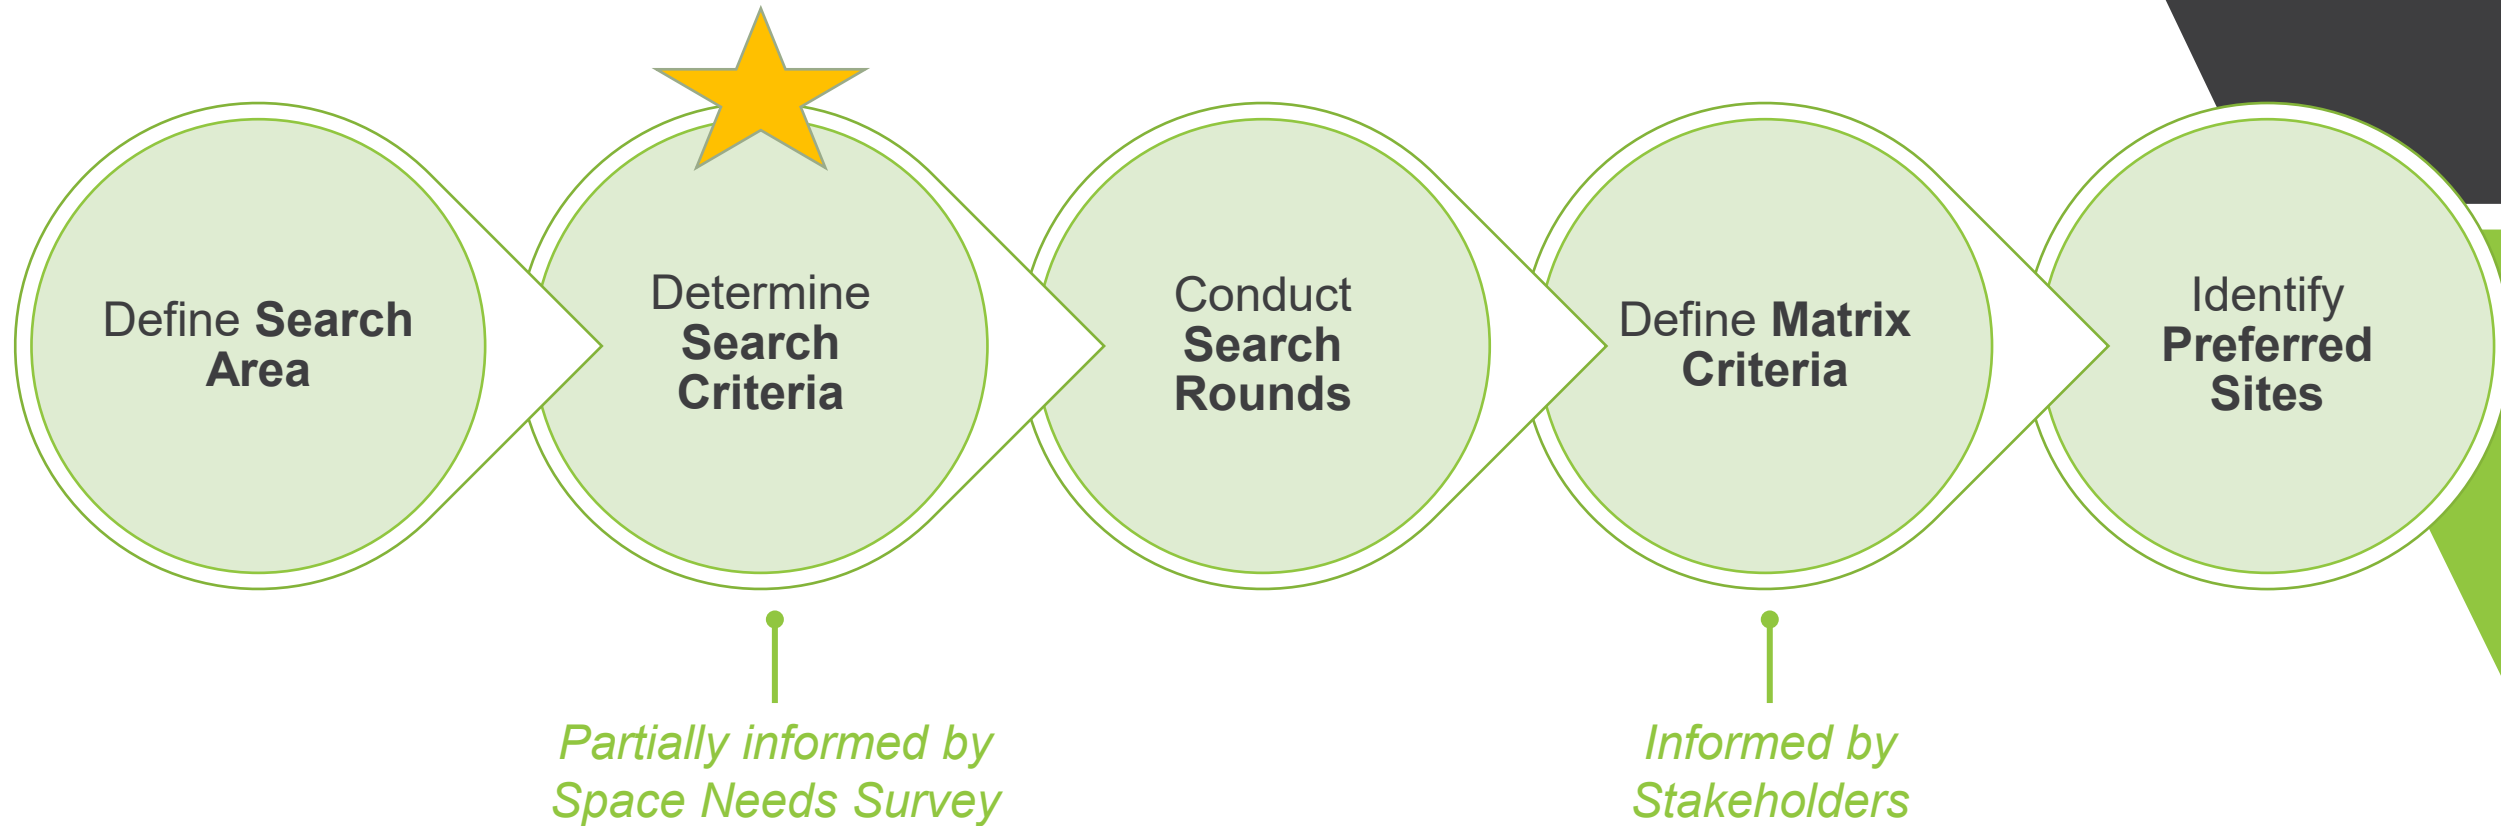 Define Search
Area
Determine
Search
Criteria
Conduct
Search
Rounds
Define Matrix
Criteria
Identify
Preferred
Sites
Partially informed by
Space Needs Survey
Informed by
Stakeholders